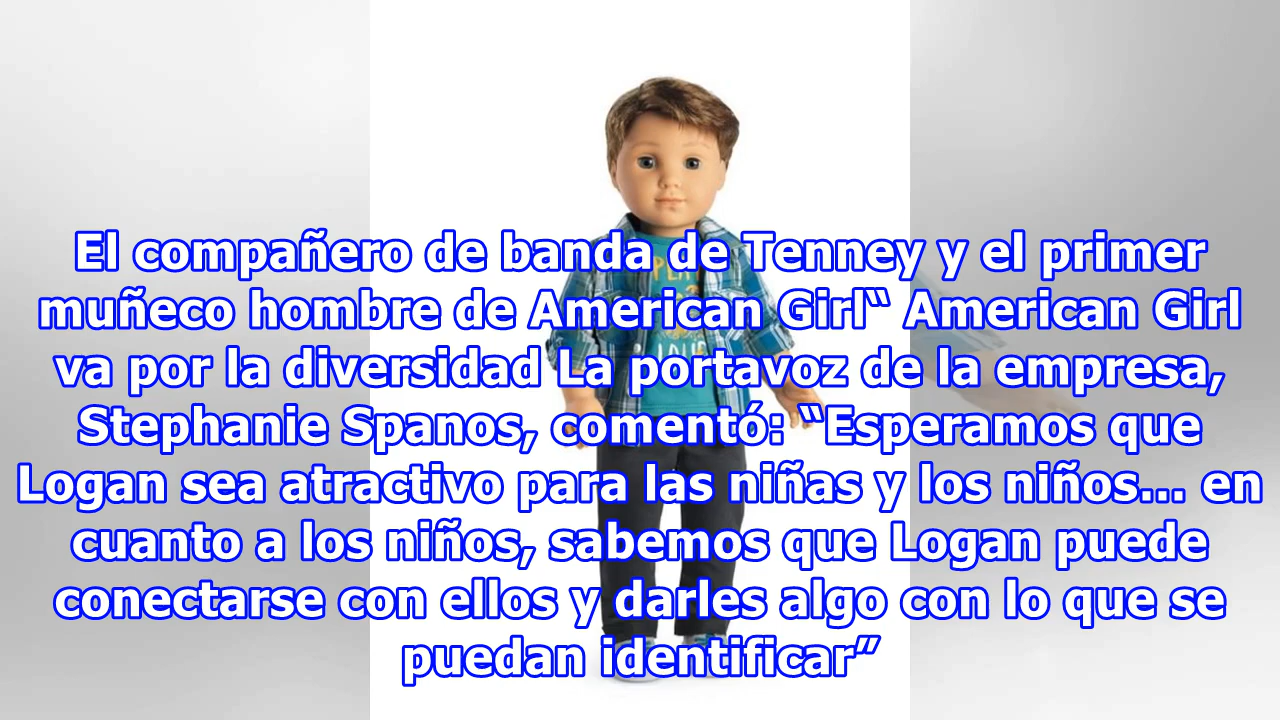 El compañero de banda de Tenney y el primer
muñeco hombre de American Girl“ American Girl
va por la diversidad La portavoz de la empresa,
Stephanie Spanos, comentó: “Esperamos que
Logan sea atractivo para las niñas y los niños... en
cuanto a los niños, sabemos que Logan puede
conectarse con ellos y darles algo con lo que se
puedan identificar”